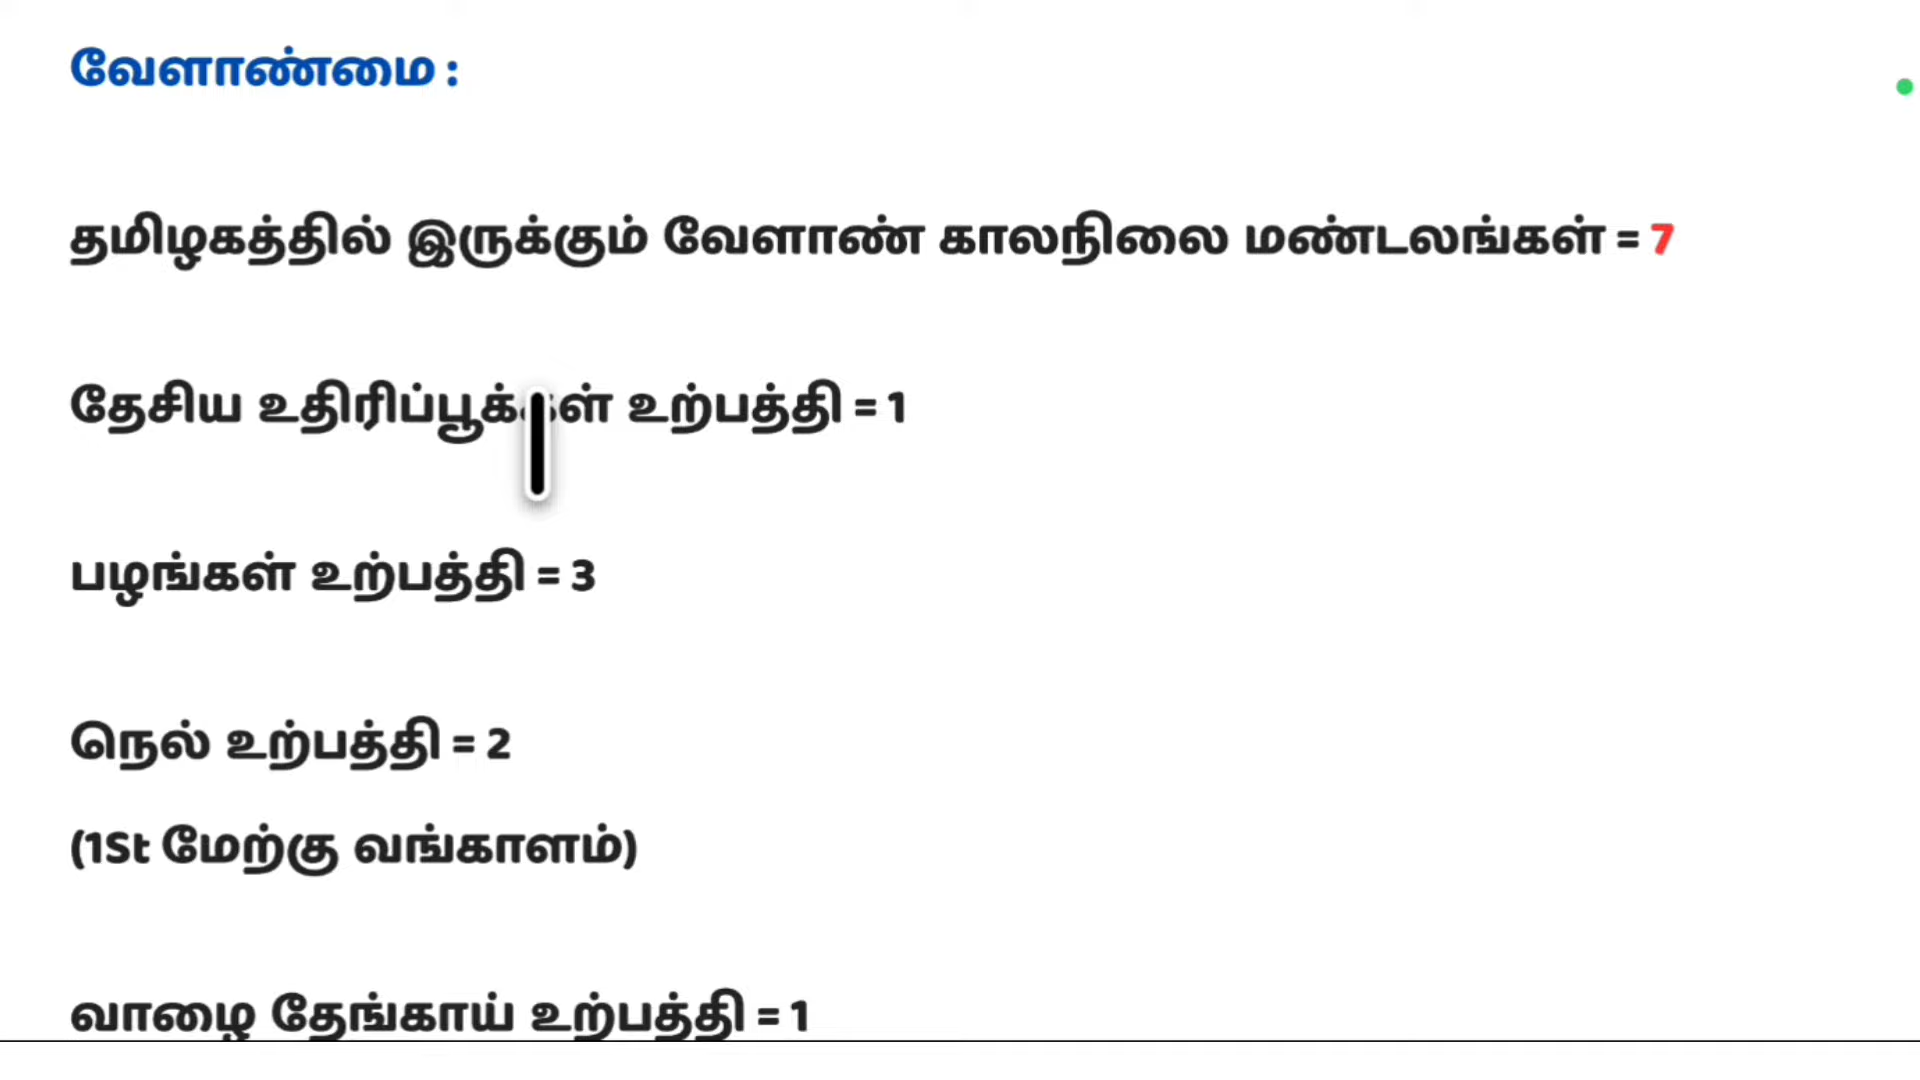 வேளாண்மை :
தமிழகத்தில் இருக்கும் வேளாண் காலநிலை மண்டலங்கள் = 7
தேசிய உதிரிப்பூக்கள் உற்பத்தி = 1
பழங்கள் உற்பத்தி = 3
நெல் உற்பத்தி = 2
(1St மேற்கு வங்காளம்)
வாழை தேங்காய் உற்பத்தி = 1